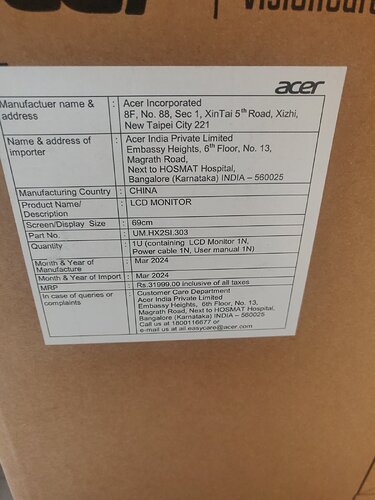 acer
Manufactuer name & address : Acer Incorporated
8F, No. 88, Sec 1, XinTai 5th Road, Xizhi,
New Taipei City 221
Name & address of importer : Acer India Private Limited
Embassy Heights, 6th Floor, No. 13,
Magrath Road,
Next to HOSMAT Hospital,
Bangalore (Karnataka) INDIA – 560025
Manufacturing Country : CHINA
Product Name/ Description : LCD MONITOR
Screen/Display Size : 69cm
Part No. : UM.HX2SI.303
Quantity : 1U (containing LCD Monitor 1N,
Power cable 1N, User manual 1N)
Month & Year of Manufacture : Mar 2024
Month & Year of Import : Mar 2024
MRP : Rs.31999.00 inclusive of all taxes
In case of queries or complaints : Customer Care Department
Acer India Private Limited
Embassy Heights, 6th Floor, No. 13,
Magrath Road, Next to HOSMAT Hospital,
Bangalore (Karnataka) INDIA – 560025
Call us at 1800116677 or
e-mail us at ail.easycare@acer.com